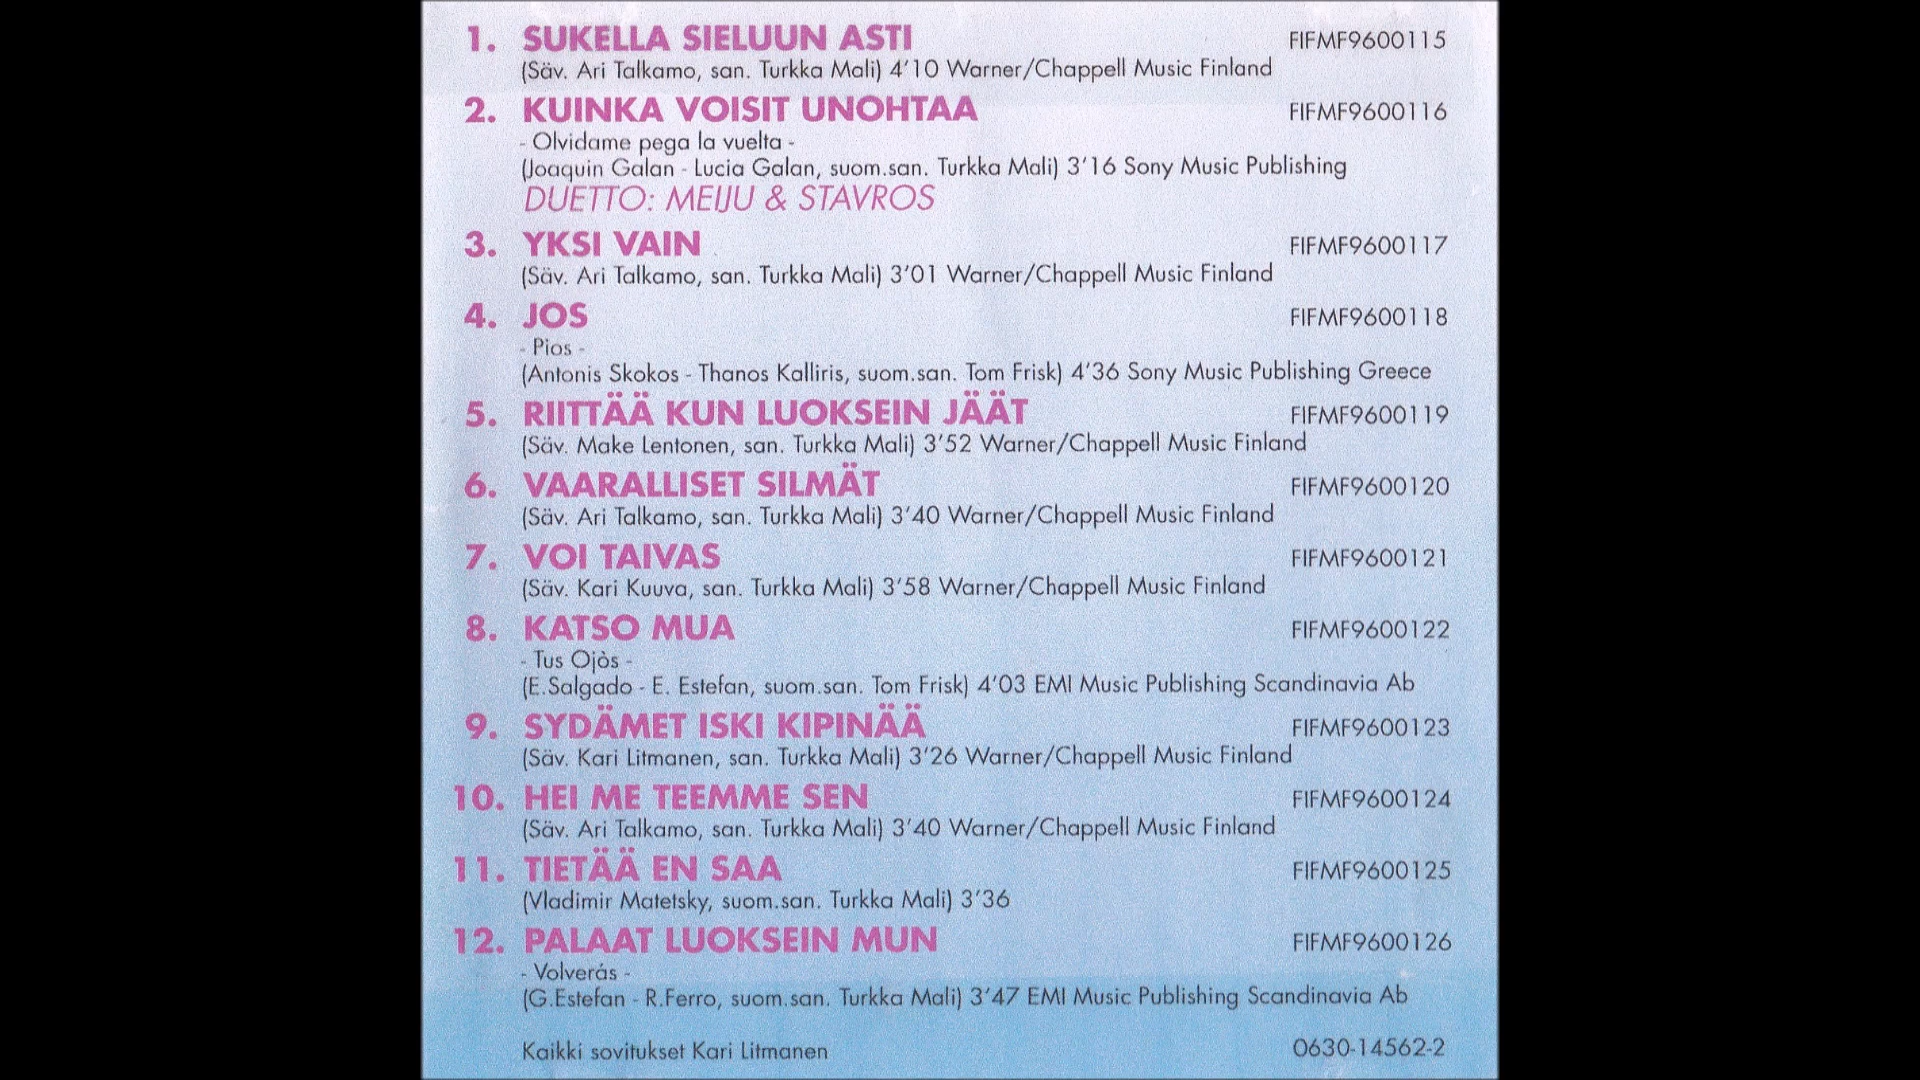 1. SUKELLA SIELUUN ASTI FIFMF9600115
(Säv. Ari Talkamo, san. Turkka Mali) 4'10 Warner/Chappell Music Finland
2. KUINKA VOISIT UNOHTAA FIFMF9600116
- Olvidame pega la vuelta -
(Joaquin Galan - Lucia Galan, suom.san. Turkka Mali) 3'16 Sony Music Publishing
DUETTO: MEIJU & STAVROS
3. YKSI VAIN FIFMF9600117
(Säv. Ari Talkamo, san. Turkka Mali) 3'01 Warner/Chappell Music Finland
4. JOS FIFMF9600118
- Pios -
(Antonis Skokos - Thanos Kalliris, suom.san. Tom Frisk) 4'36 Sony Music Publishing Greece
5. RIITTÄÄ KUN LUOKSEIN JÄÄT FIFMF9600119
(Säv. Make Lentonen, san. Turkka Mali) 3'52 Warner/Chappell Music Finland
6. VAARALLISET SILMÄT FIFMF9600120
(Säv. Ari Talkamo, san. Turkka Mali) 3'40 Warner/Chappell Music Finland
7. VOI TAIVAS FIFMF9600121
(Säv. Kari Kuuva, san. Turkka Mali) 3'58 Warner/Chappell Music Finland
8. KATSO MUA FIFMF9600122
- Tus Ojòs -
(E.Salgado - E. Estefan, suom.san. Tom Frisk) 4'03 EMI Music Publishing Scandinavia Ab
9. SYDÄMET ISKI KIPINÄÄ FIFMF9600123
(Säv. Kari Litmanen, san. Turkka Mali) 3'26 Warner/Chappell Music Finland
10. HEI ME TEEMME SEN FIFMF9600124
(Säv. Ari Talkamo, san. Turkka Mali) 3'40 Warner/Chappell Music Finland
11. TIETÄÄ EN SAA FIFMF9600125
(Vladimir Matetsky, suom.san. Turkka Mali) 3'36
12. PALAAT LUOKSEIN MUN FIFMF9600126
- Volverás -
(G.Estefan - R.Ferro, suom.san. Turkka Mali) 3'47 EMI Music Publishing Scandinavia Ab
Kaikki sovitukset Kari Litmanen 0630-14562-2